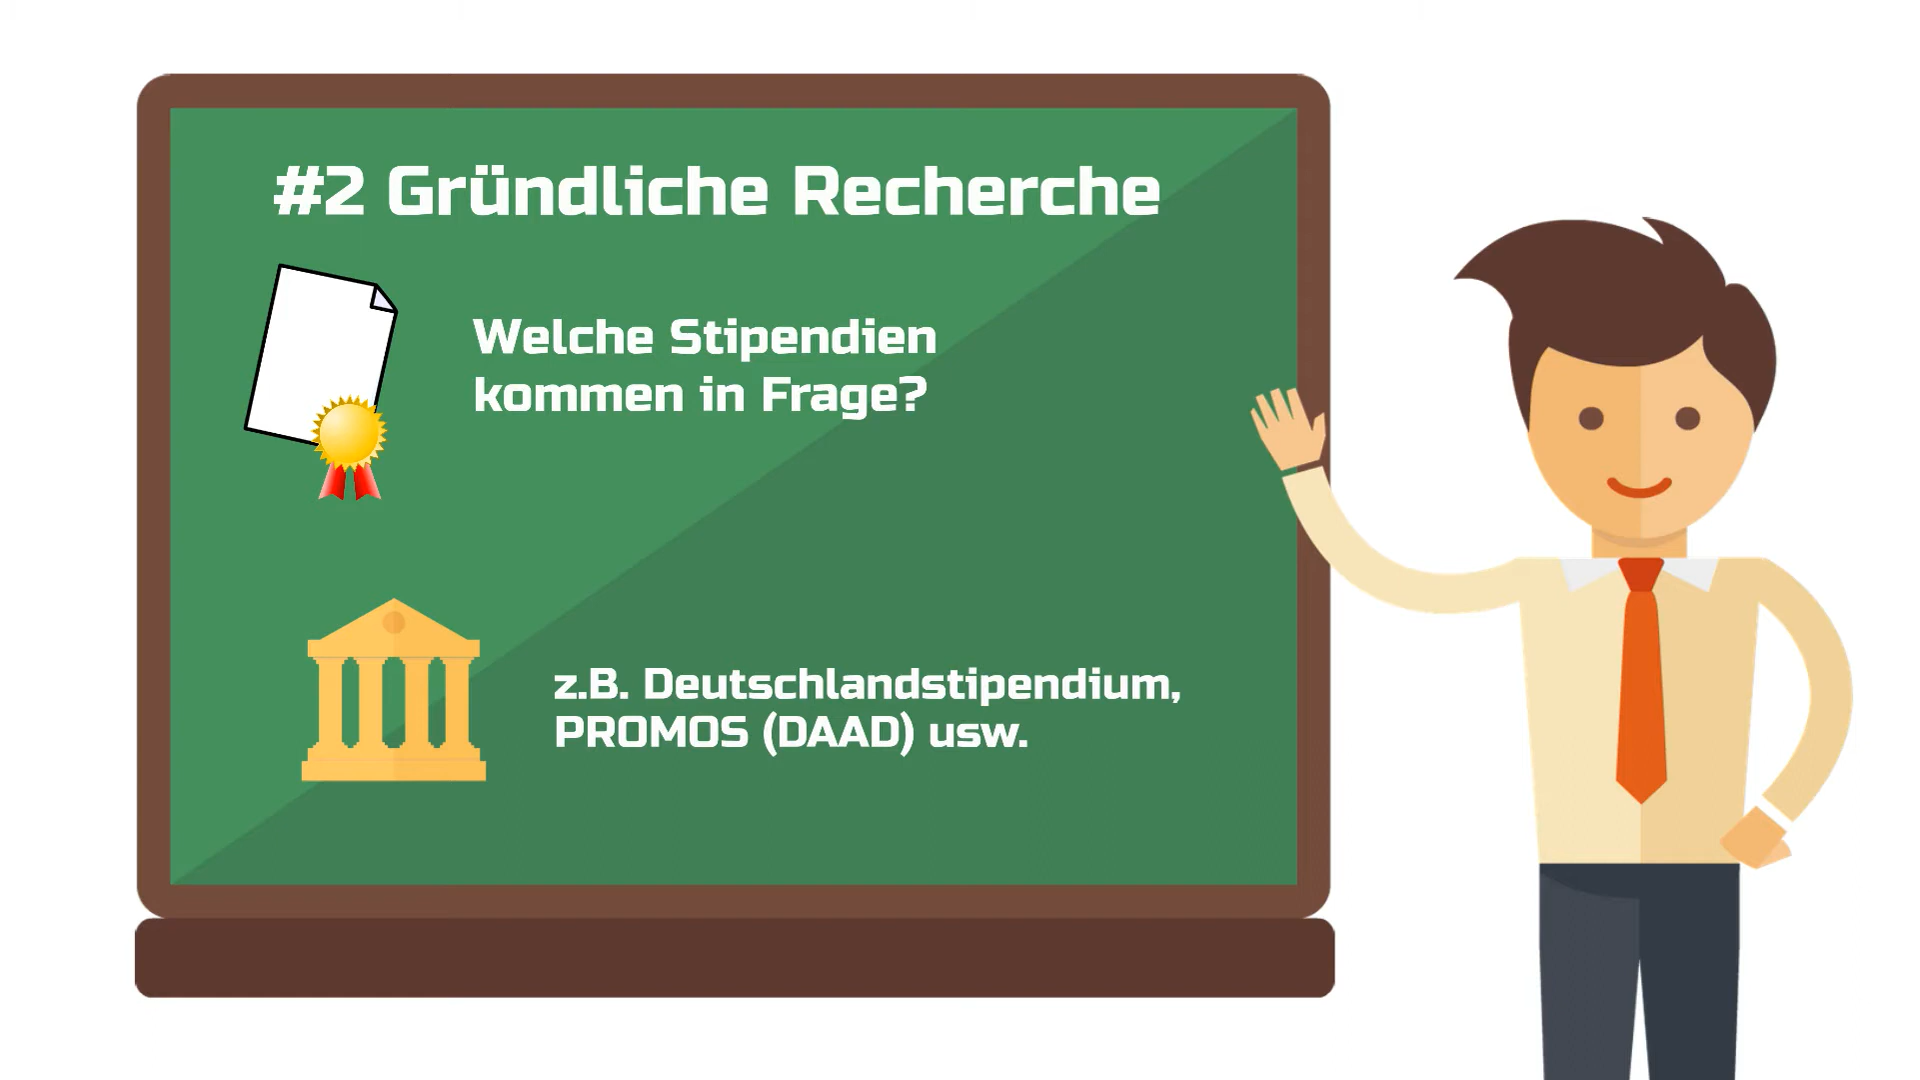 #2 Gründliche Recherche
Welche Stipendien
kommen in Frage?
z.B. Deutschlandstipendium,
PROMOS (DAAD) usw.